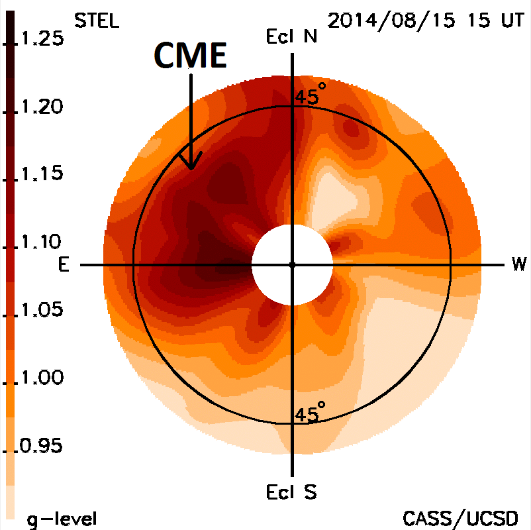 STEL
2014/08/15 15 UT
Ecl N
CME
1.25
1.20
1.15
1.10
1.05
1.00
0.95
45°
E
W
45°
Ecl S
g-level
CASS/UCSD